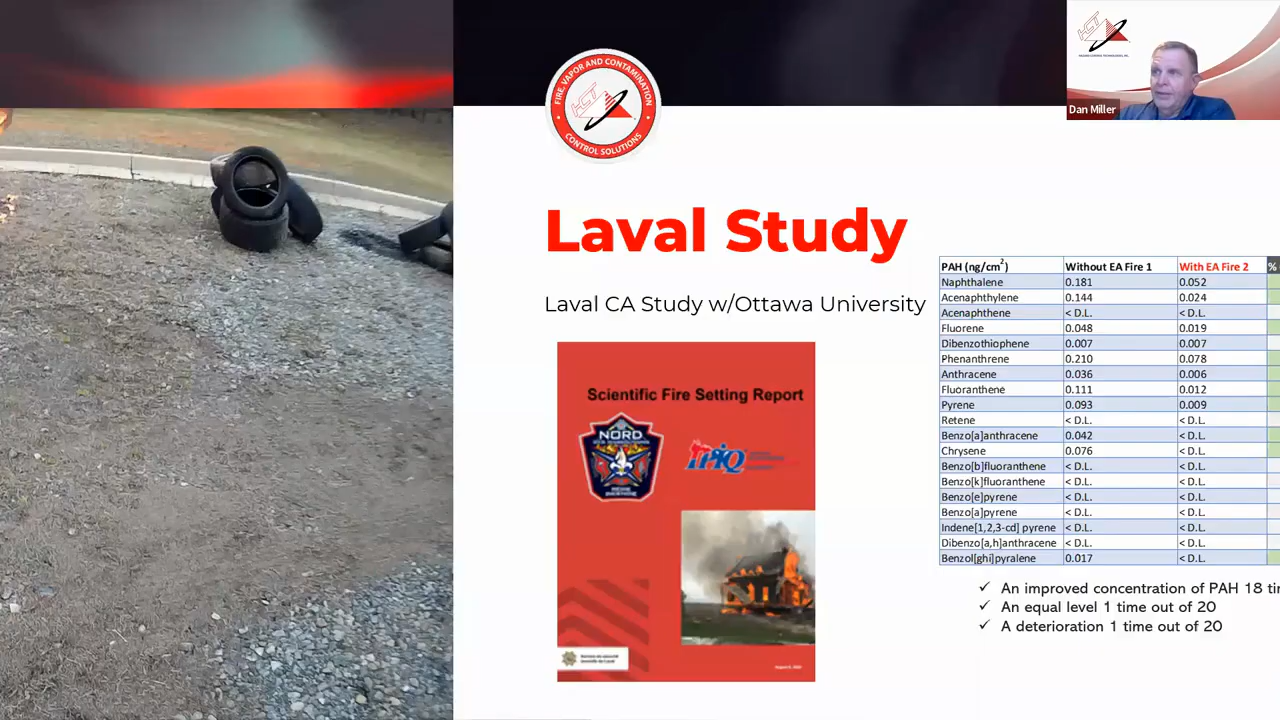 FIRE, VAPOR AND CONTAMINATION
HCT
CONTROL SOLUTIONS
HCT
Dan Miller
Laval Study
Laval CA Study w/Ottawa University
Scientific Fire Setting Report
NORD
PAH (ng/cm2) Without EA Fire 1 With EA Fire 2 %
Naphthalene 0.181 0.052
Acenaphthylene 0.144 0.024
Acenaphthene < D.L. < D.L.
Fluorene 0.048 0.019
Dibenzothiophene 0.007 0.007
Phenanthrene 0.210 0.078
Anthracene 0.036 0.006
Fluoranthene 0.111 0.012
Pyrene 0.093 0.009
Retene < D.L. < D.L.
Benzo[a]anthracene 0.042 < D.L.
Chrysene 0.076 < D.L.
Benzo[b]fluoranthene < D.L. < D.L.
Benzo[k]fluoranthene < D.L. < D.L.
Benzo[e]pyrene < D.L. < D.L.
Benzo[a]pyrene < D.L. < D.L.
Indene[1,2,3-cd] pyrene < D.L. < D.L.
Dibenzo[a,h]anthracene < D.L. < D.L.
Benzol[ghi]pyralene 0.017 < D.L.
✓ An improved concentration of PAH 18 ti
✓ An equal level 1 time out of 20
✓ A deterioration 1 time out of 20